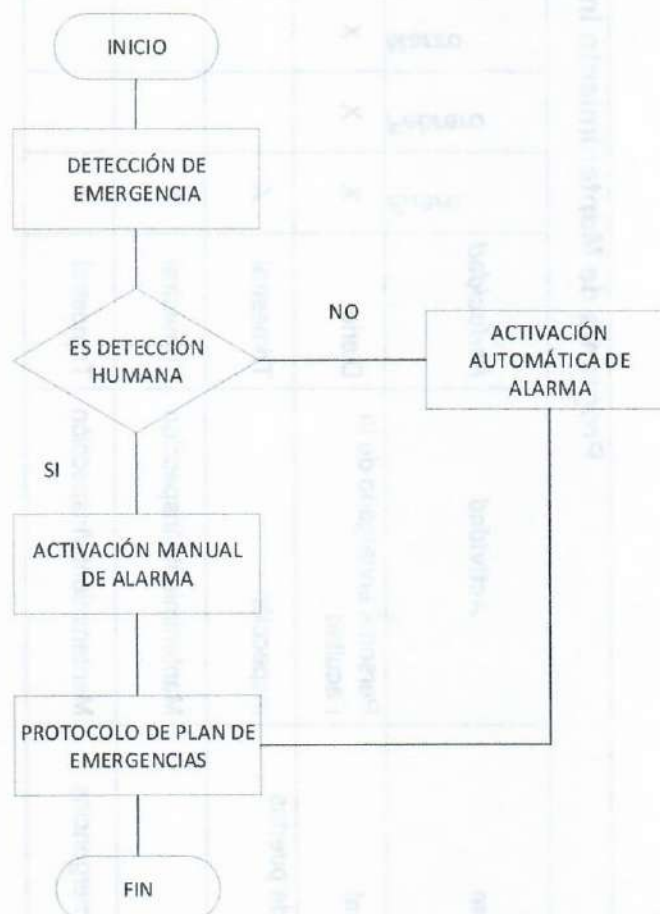 INICIO
DETECCIÓN DE
EMERGENCIA
ES DETECCIÓN
HUMANA
NO
ACTIVACIÓN
AUTOMÁTICA DE
ALARMA
SI
ACTIVACIÓN MANUAL
DE ALARMA
PROTOCOLO DE PLAN DE
EMERGENCIAS
FIN